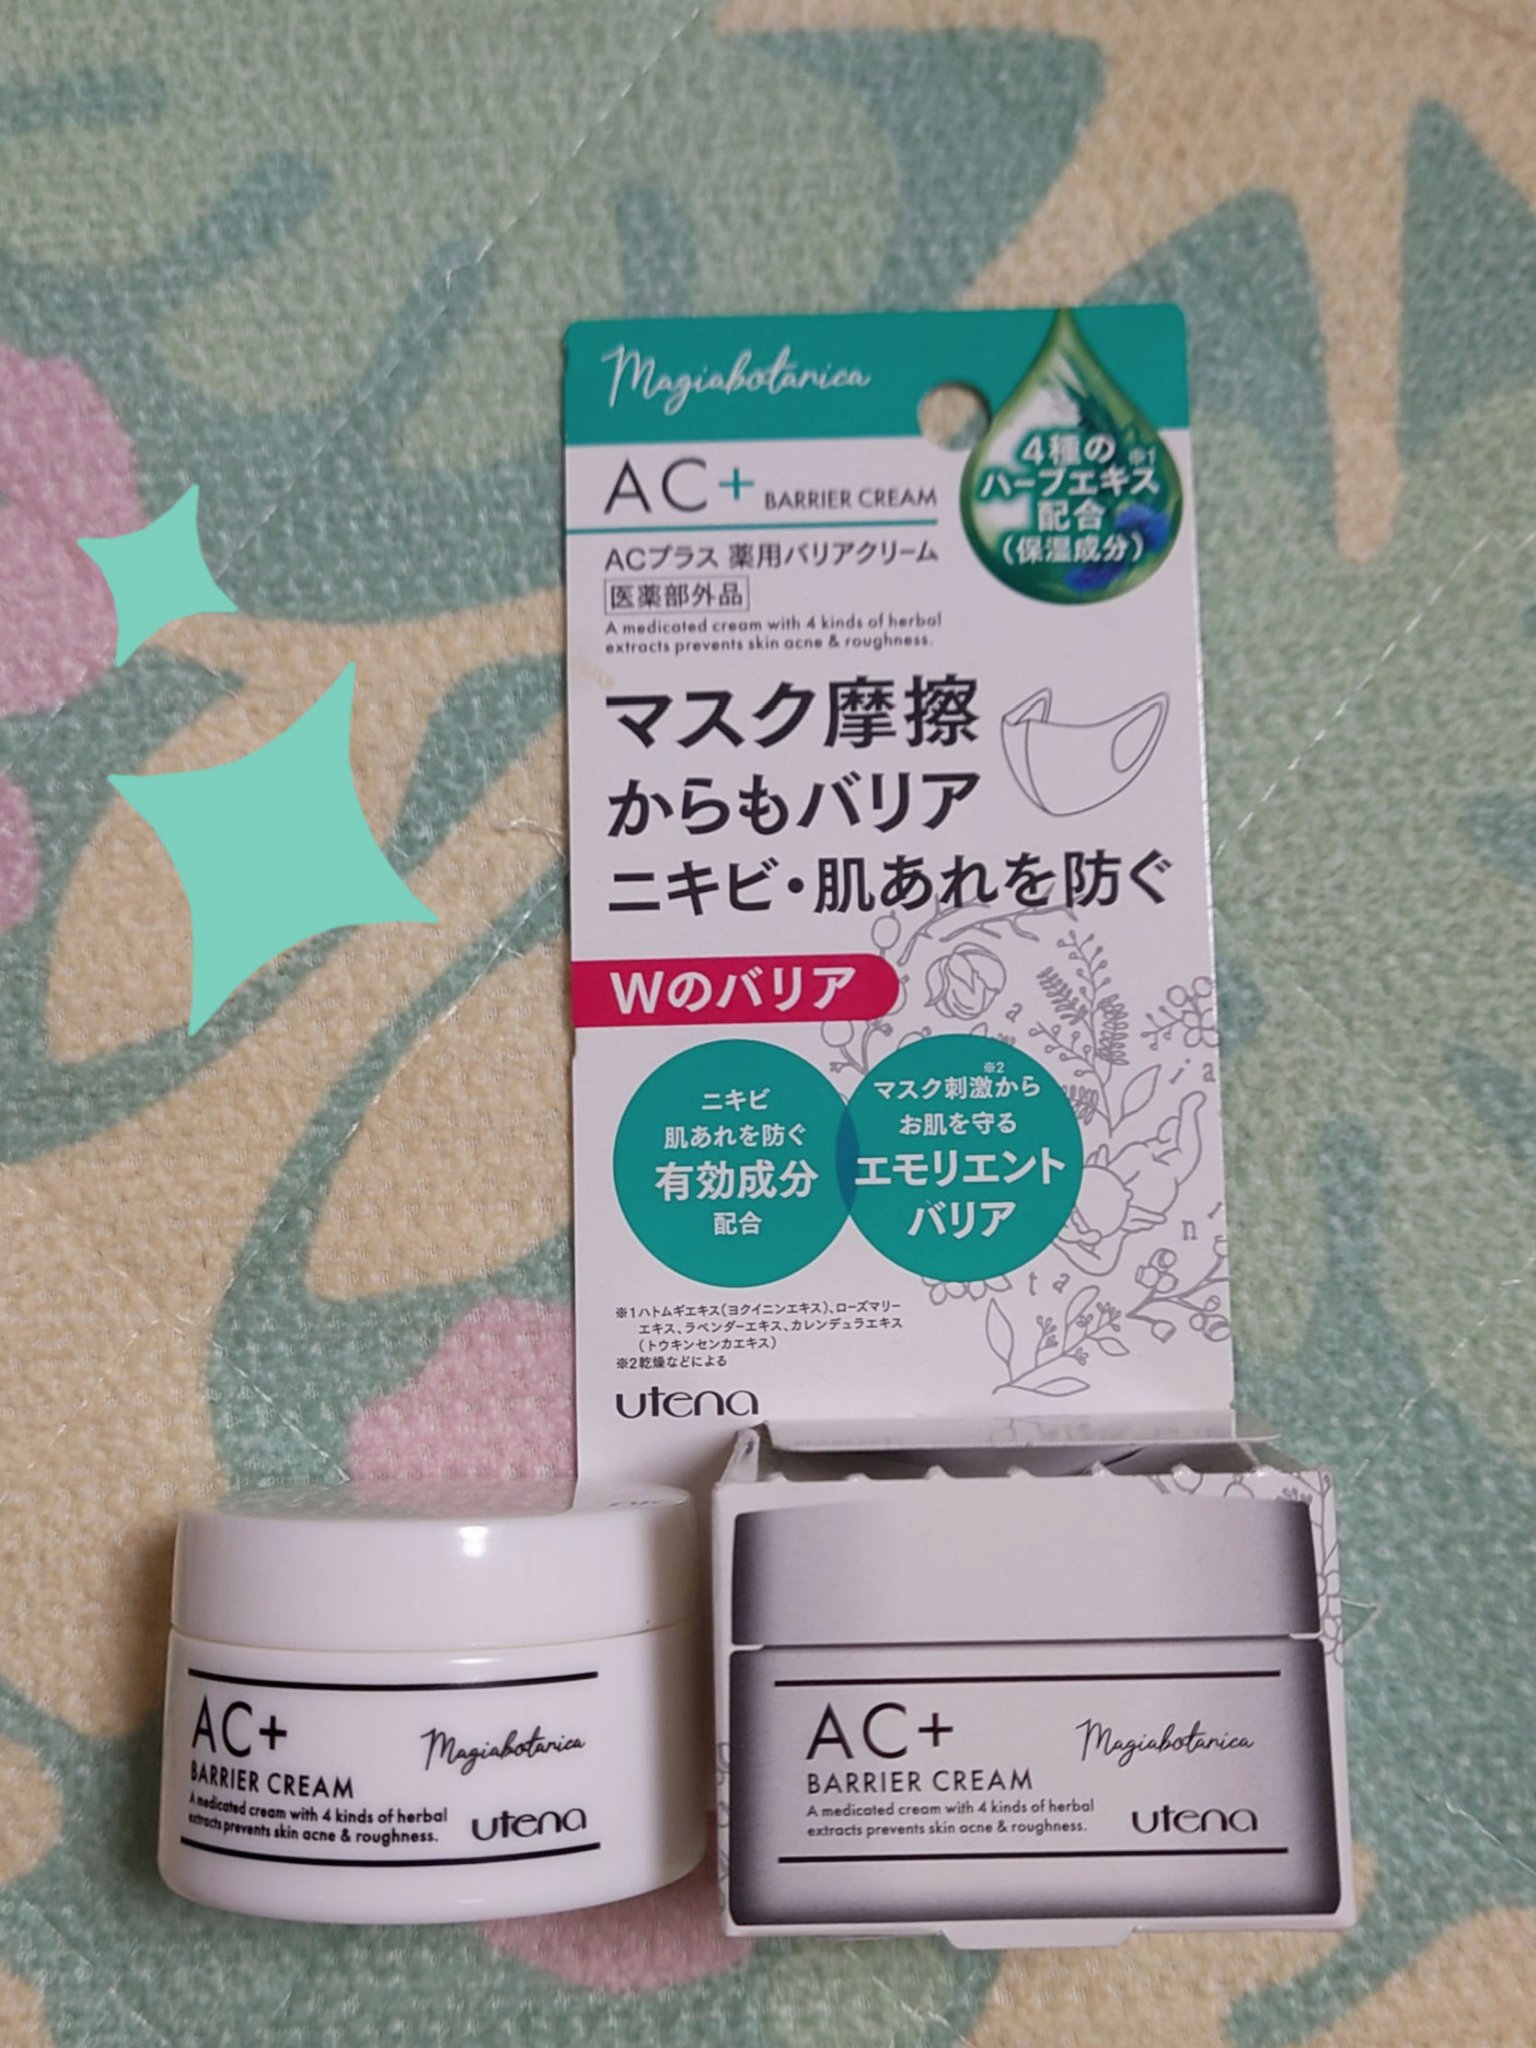 Magiabotanica
4種の
ハーブエキス※1
配合
(保湿成分)
AC+ BARRIER CREAM
ACプラス 薬用バリアクリーム
医薬部外品
A medicated cream with 4 kinds of herbal
extracts prevents skin acne & roughness.
マスク摩擦
からもバリア
ニキビ・肌あれを防ぐ
Wのバリア
ニキビ
肌あれを防ぐ
有効成分
配合
※2
マスク刺激から
お肌を守る
エモリエント
バリア
※1ハトムギエキス(ヨクイニンエキス)、ローズマリー
エキス、ラベンダーエキス、カレンデュラエキス
(トウキンセンカエキス)
※2乾燥などによる
utena
AC+
BARRIER CREAM
Magiabotanica
A medicated cream with 4 kinds of herbal
extracts prevents skin acne & roughness.
utena
AC+
BARRIER CREAM
Magiabotanica
A medicated cream with 4 kinds of herbal
extracts prevents skin acne & roughness.
utena